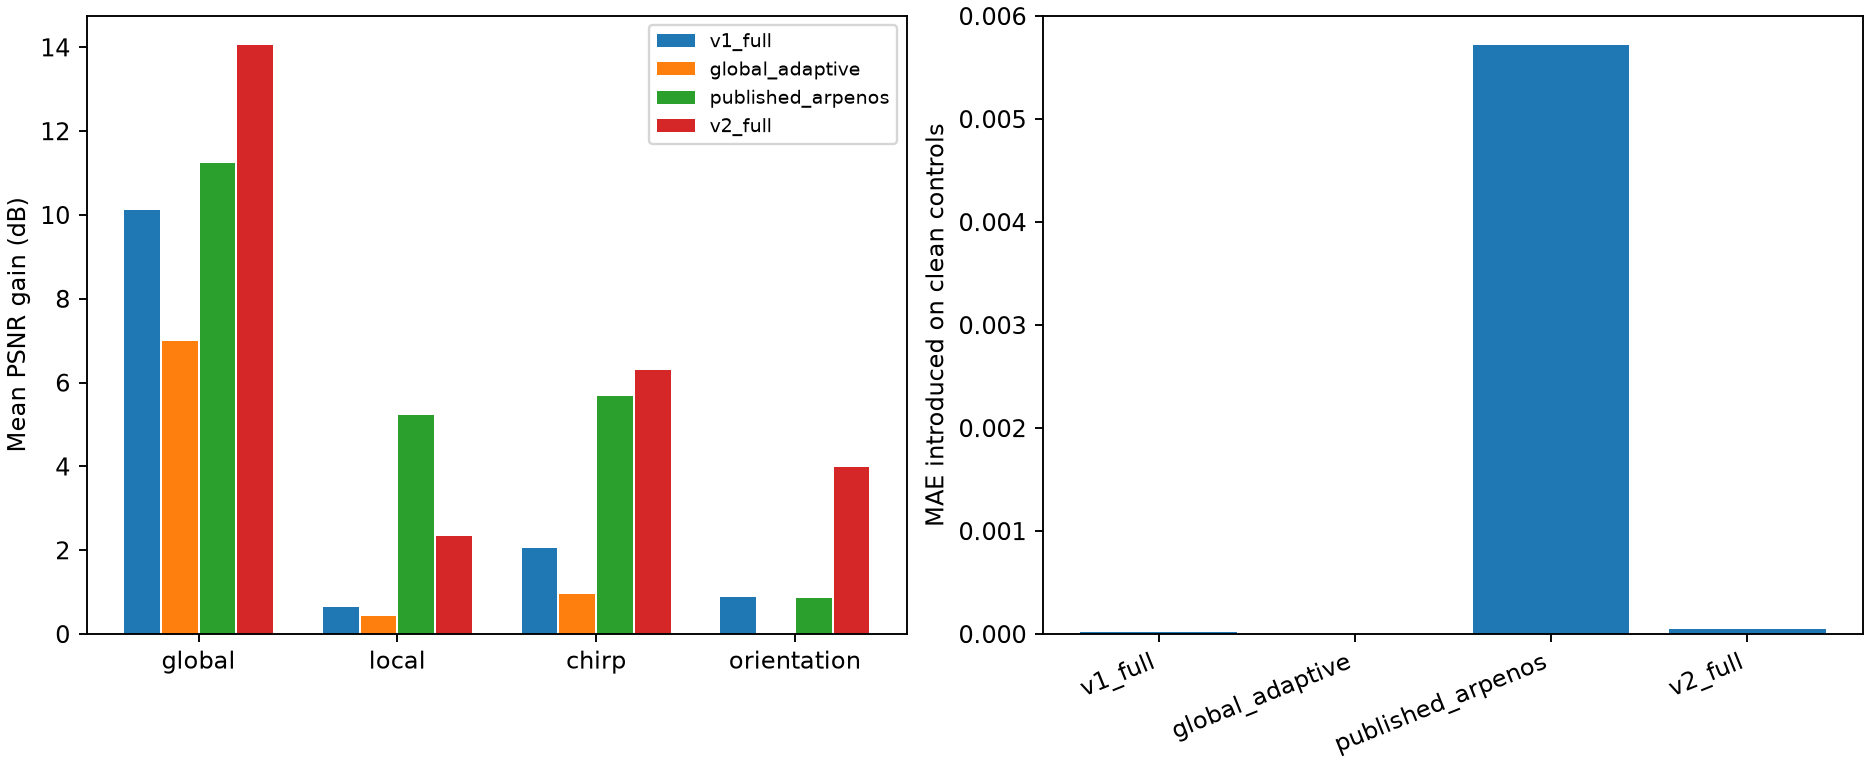 Mean PSNR gain (dB)
14
12
10
8
6
4
2
0
global
local
chirp
orientation
v1_full
global_adaptive
published_arpenos
v2_full
MAE introduced on clean controls
0.006
0.005
0.004
0.003
0.002
0.001
0.000
v1_full
global_adaptive
published_arpenos
v2_full